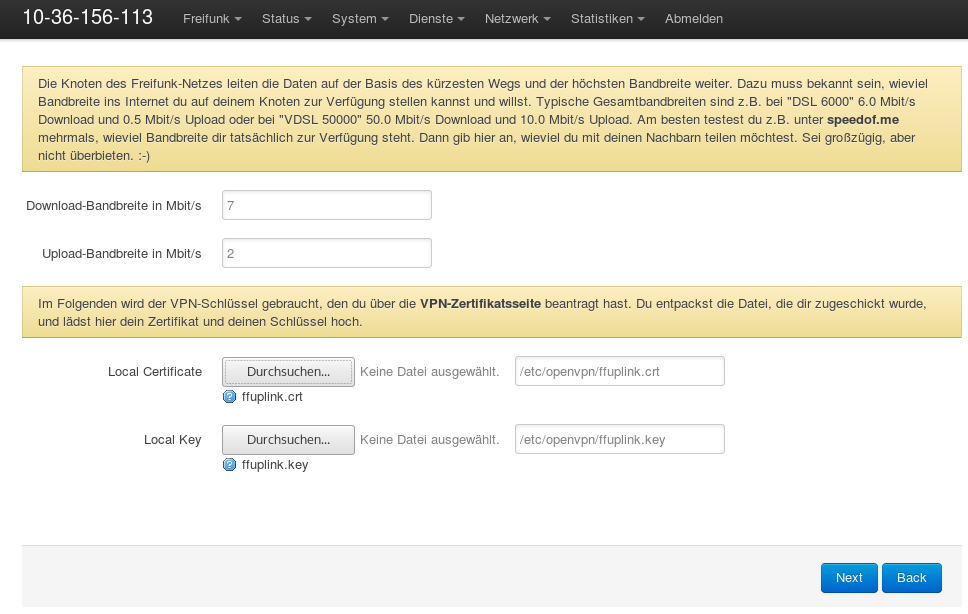 10-36-156-113 Freifunk Status System Dienste Netzwerk Statistiken Abmelden
Die Knoten des Freifunk-Netzes leiten die Daten auf der Basis des kürzesten Wegs und der höchsten Bandbreite weiter. Dazu muss bekannt sein, wieviel
Bandbreite ins Internet du auf deinem Knoten zur Verfügung stellen kannst und willst. Typische Gesamtbandbreiten sind z.B. bei "DSL 6000" 6.0 Mbit/s
Download und 0.5 Mbit/s Upload oder bei "VDSL 50000" 50.0 Mbit/s Download und 10.0 Mbit/s Upload. Am besten testest du z.B. unter speedof.me
mehrmals, wieviel Bandbreite dir tatsächlich zur Verfügung steht. Dann gib hier an, wieviel du mit deinen Nachbarn teilen möchtest. Sei großzügig, aber
nicht überbieten. :-)
Download-Bandbreite in Mbit/s 7
Upload-Bandbreite in Mbit/s 2
Im Folgenden wird der VPN-Schlüssel gebraucht, den du über die VPN-Zertifikatsseite beantragt hast. Du entpackst die Datei, die dir zugeschickt wurde,
und lädst hier dein Zertifikat und deinen Schlüssel hoch.
Local Certificate Durchsuchen... Keine Datei ausgewählt. /etc/openvpn/ffuplink.crt
ffuplink.crt
Local Key Durchsuchen... Keine Datei ausgewählt. /etc/openvpn/ffuplink.key
ffuplink.key
Next Back